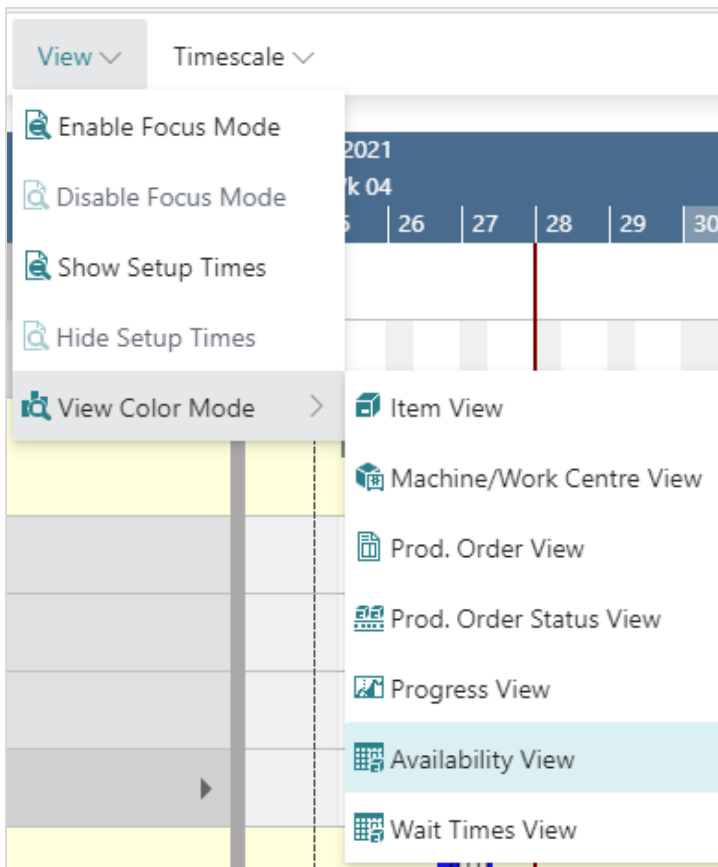 View
Timescale
Enable Focus Mode
Disable Focus Mode
Show Setup Times
Hide Setup Times
View Color Mode
2021
k 04
26 27 28 29 30
Item View
Machine/Work Centre View
Prod. Order View
Prod. Order Status View
Progress View
Availability View
Wait Times View